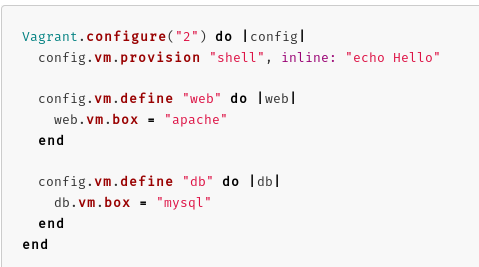 Vagrant.configure("2") do |config|
  config.vm.provision "shell", inline: "echo Hello"

  config.vm.define "web" do |web|
    web.vm.box = "apache"
  end

  config.vm.define "db" do |db|
    db.vm.box = "mysql"
  end
end